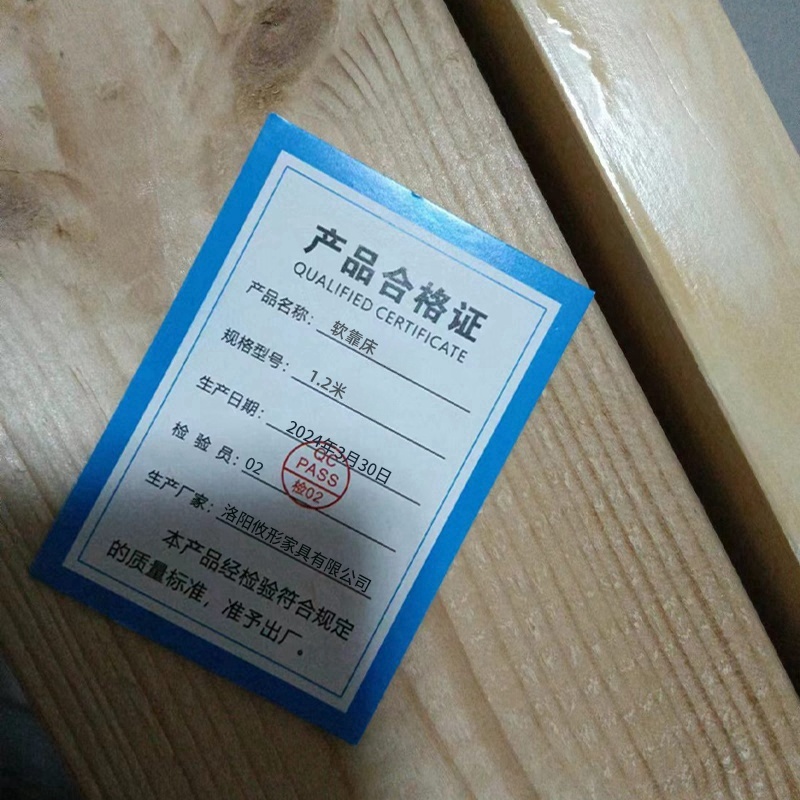 产品合格证
QUALIFIED CERTIFICATE
产品名称：软靠床
规格型号：1.2米
生产日期：2024年3月30日
检验员：02
QC
PASS
检02
生产厂家：洛阳攸形家具有限公司
本产品经检验符合规定
的质量标准，准予出厂。